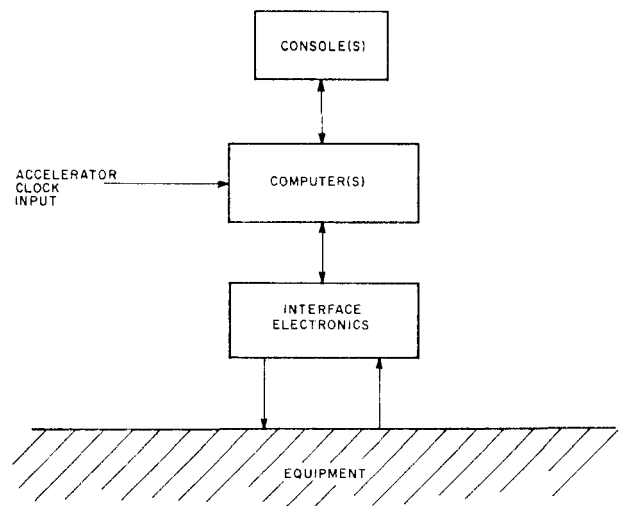 CONSOLE(S)
COMPUTER(S)
ACCELERATOR
CLOCK
INPUT
INTERFACE
ELECTRONICS
EQUIPMENT